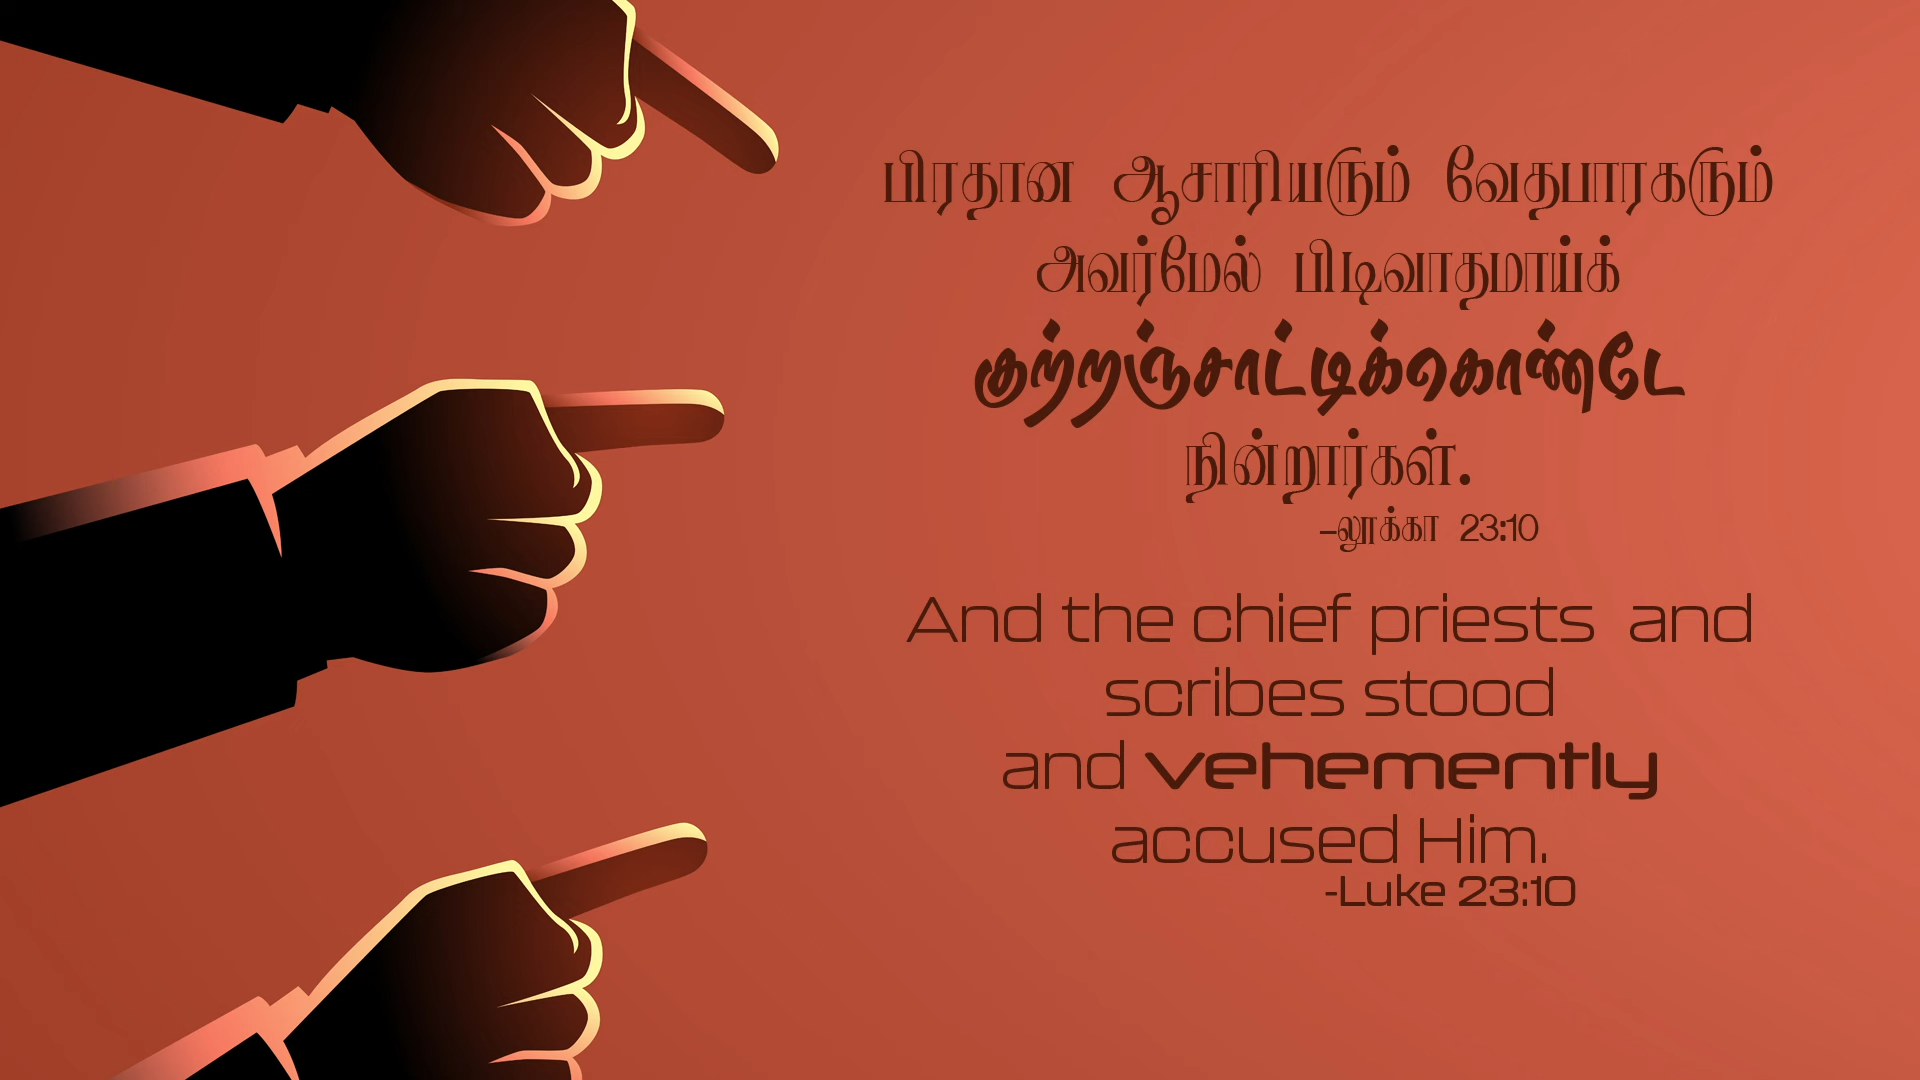 பிரதான ஆசாரியரும் வேதபாரகரும்
அவர்மேல் பிடிவாதமாய்க்
குற்றஞ்சாட்டிக்கொண்டே
நின்றார்கள்.
-லூக்கா 23:10
And the chief priests and
scribes stood
and vehemently
accused Him.
-Luke 23:10